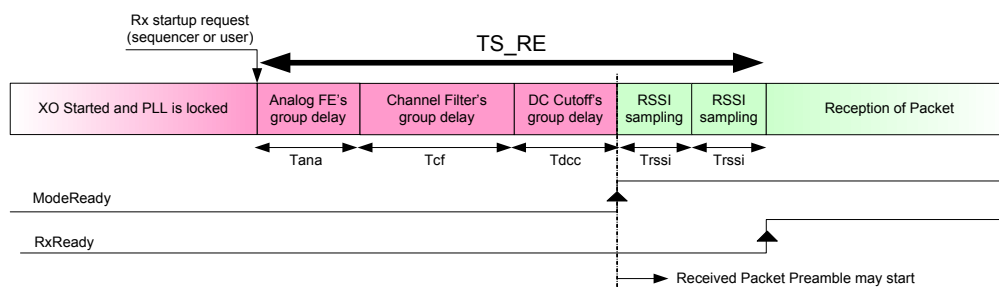 Rx startup request
(sequencer or user)
TS_RE
XO Started and PLL is locked
Analog FE's
group delay
Channel Filter's
group delay
DC Cutoff's
group delay
RSSI
sampling
RSSI
sampling
Reception of Packet
Tana
Tcf
Tdcc
Trssi
Trssi
ModeReady
RxReady
Received Packet Preamble may start